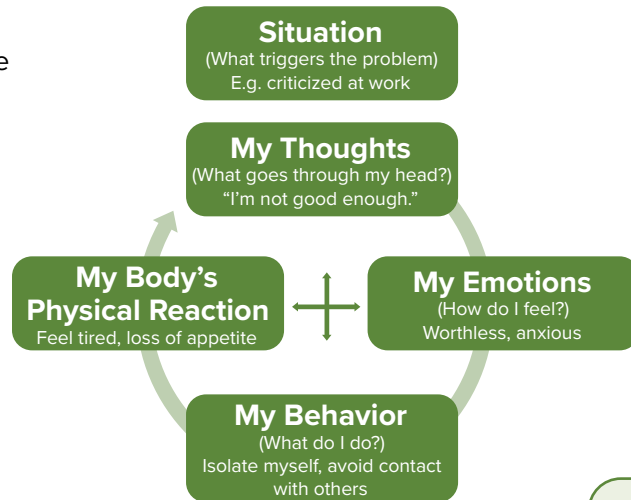 e
Situation
(What triggers the problem)
E.g. criticized at work
My Thoughts
(What goes through my head?)
“I’m not good enough.”
My Body’s
Physical Reaction
Feel tired, loss of appetite
My Emotions
(How do I feel?)
Worthless, anxious
My Behavior
(What do I do?)
Isolate myself, avoid contact
with others